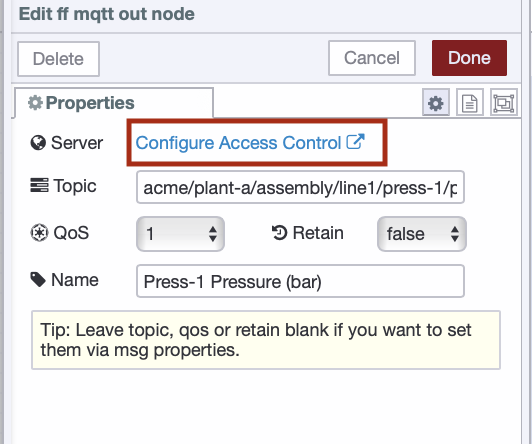 Edit ff mqtt out node
Delete Cancel Done
Properties
Server Configure Access Control
Topic acme/plant-a/assembly/line1/press-1/p
QoS 1 Retain false
Name Press-1 Pressure (bar)
Tip: Leave topic, qos or retain blank if you want to set
them via msg properties.